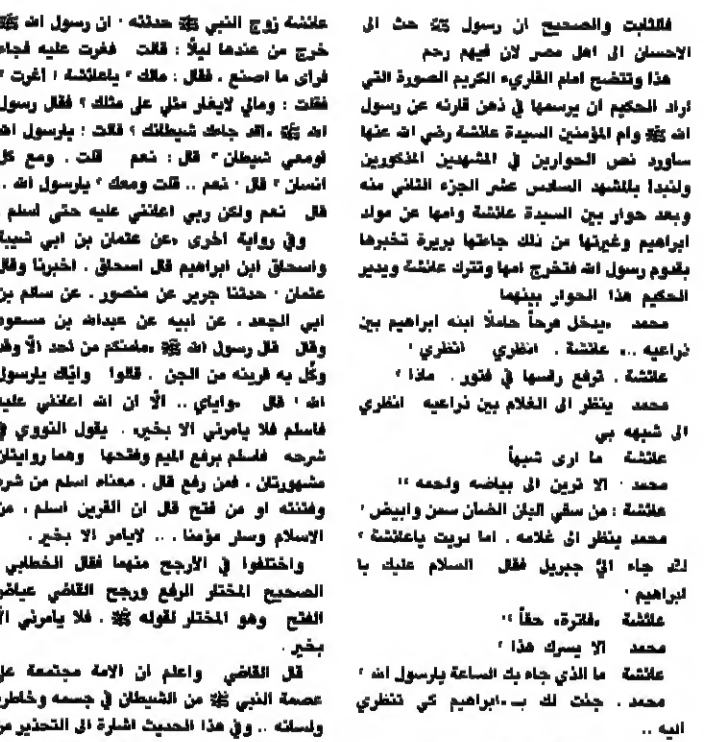 فالثابت والصحيح ان رسول ﷺ حث الى
الاحسان الى اهل مصر لان فيهم رحم
هذا وتتضح امام القاريء الكريم الصورة التي
اراد الحكيم ان يرسمها في ذهن قارئه عن رسول
الله ﷺ وام المؤمنين السيدة عائشة رضي الله عنها
ساورد نص الحوارين في المشهدين المذكورين
ولنبدا بالمشهد السادس عشر الجزء الثاني منه
وبعد حوار بين السيدة عائشة وامها عن مولد
ابراهيم وغيرتها من ذلك جاءتها بريرة تخبرها
بقدوم رسول الله فتخرج امها وتترك عائشة ويدير
الحكيم هذا الحوار بينهما
محمد «يدخل فرحاً حاملًا ابنه ابراهيم بين
ذراعيه .. عائشة . انظري انظري !
عائشة . ترفع راسها في فتور . ماذا ؟
محمد ينظر الى الغلام بين ذراعيه انظري
الى شبهه بي
عائشة ما ارى شبهاً
محمد : الا ترين الى بياضه ولحمه ؟!
عائشة : من سقي البان الضان سمن وابيض !
محمد ينظر الى غلامه . اما دريت ياعائشة ؟
لقد جاء اليّ جبريل فقال السلام عليك يا
ابراهيم !
عائشة «فاترة» حقاً ؟!
محمد الا يسرك هذا ؟
عائشة ما الذي جاء بك الساعة يارسول الله ؟
محمد . جئت لك بـ «ابراهيم كي تنظري
اليه ..
عائشة زوج النبي ﷺ حدثته ! ان رسول الله ﷺ
خرج من عندها ليلًا : قالت فغرت عليه فجاء
فراى ما اصنع . فقال : مالك ؟ ياعائشة ! اغرت ؟
فقلت : ومالي لايغار مثلي على مثلك ؟ فقال رسول
الله ﷺ «اقد جاءك شيطانك ؟ قالت : يارسول الله
اومعي شيطان ؟ قال : نعم قلت . ومع كل
انسان ؟ قال : نعم .. قلت ومعك ؟ يارسول الله ..
قال نعم ولكن ربي اعانني عليه حتى اسلم .
وفي رواية اخرى «عن عثمان بن ابي شيبة
واسحاق ابن ابراهيم قال اسحاق . اخبرنا وقال
عثمان : حدثنا جرير عن منصور . عن سالم بن
ابي الجعد . عن ابيه عن عبدالله بن مسعود
وقال قال رسول الله ﷺ «مامنكم من احد الّا وقد
وكّل به قرينه من الجن . قالوا وايّاك يارسول
الله ! قال «واياي .. الّا ان الله اعانني عليه
فاسلم فلا يامرني الا بخير» . يقول النووي في
شرحه فاسلم برفع الميم وفتحها وهما روايتان
مشهورتان . فمن رفع قال . معناه اسلم من شره
وفتنته او من فتح قال ان القرين اسلم . من
الاسلام وصار مؤمنا .. لايامر الا بخير .
واختلفوا في الارجح منهما فقال الخطابي
الصحيح المختار الرفع ورجح القاضي عياض
الفتح وهو المختار لقوله ﷺ . فلا يامرني الّا
بخير .
قال القاضي واعلم ان الامة مجتمعة على
عصمة النبي ﷺ من الشيطان في جسمه وخاطره
ولسانه .. وفي هذا الحديث اشارة الى التحذير من